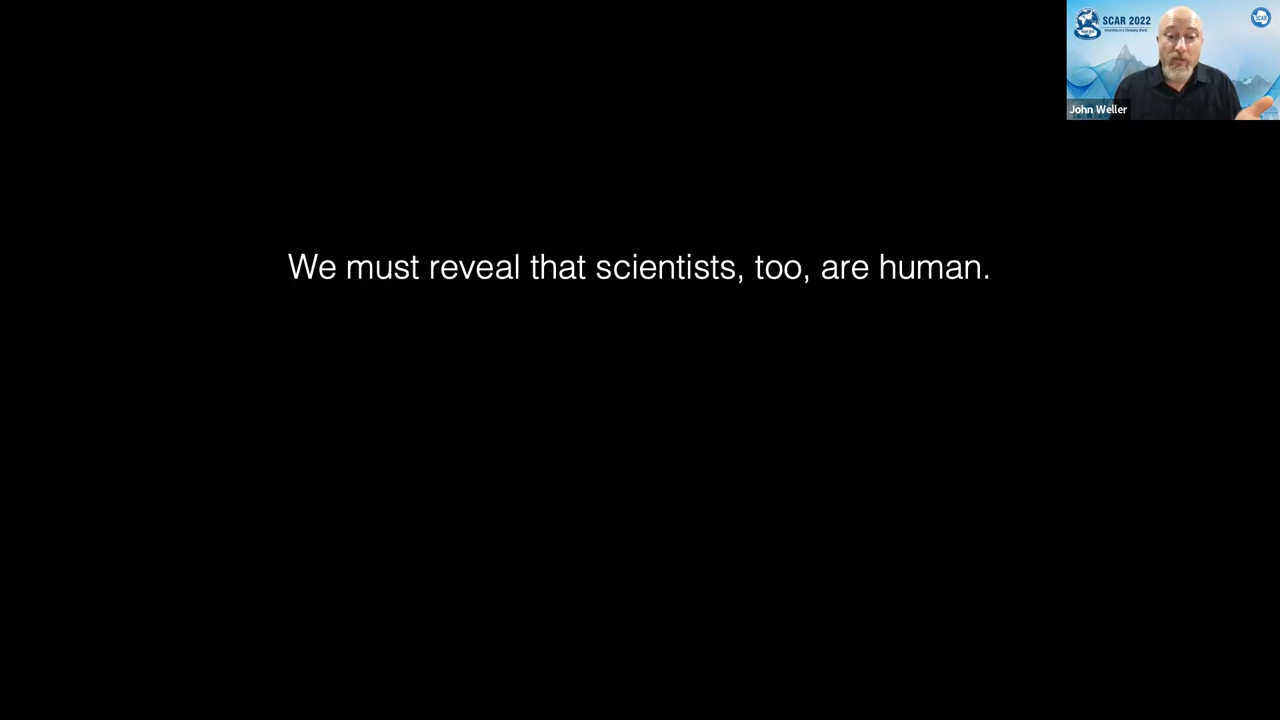 SCAR 2022
John Weller
We must reveal that scientists, too, are human.